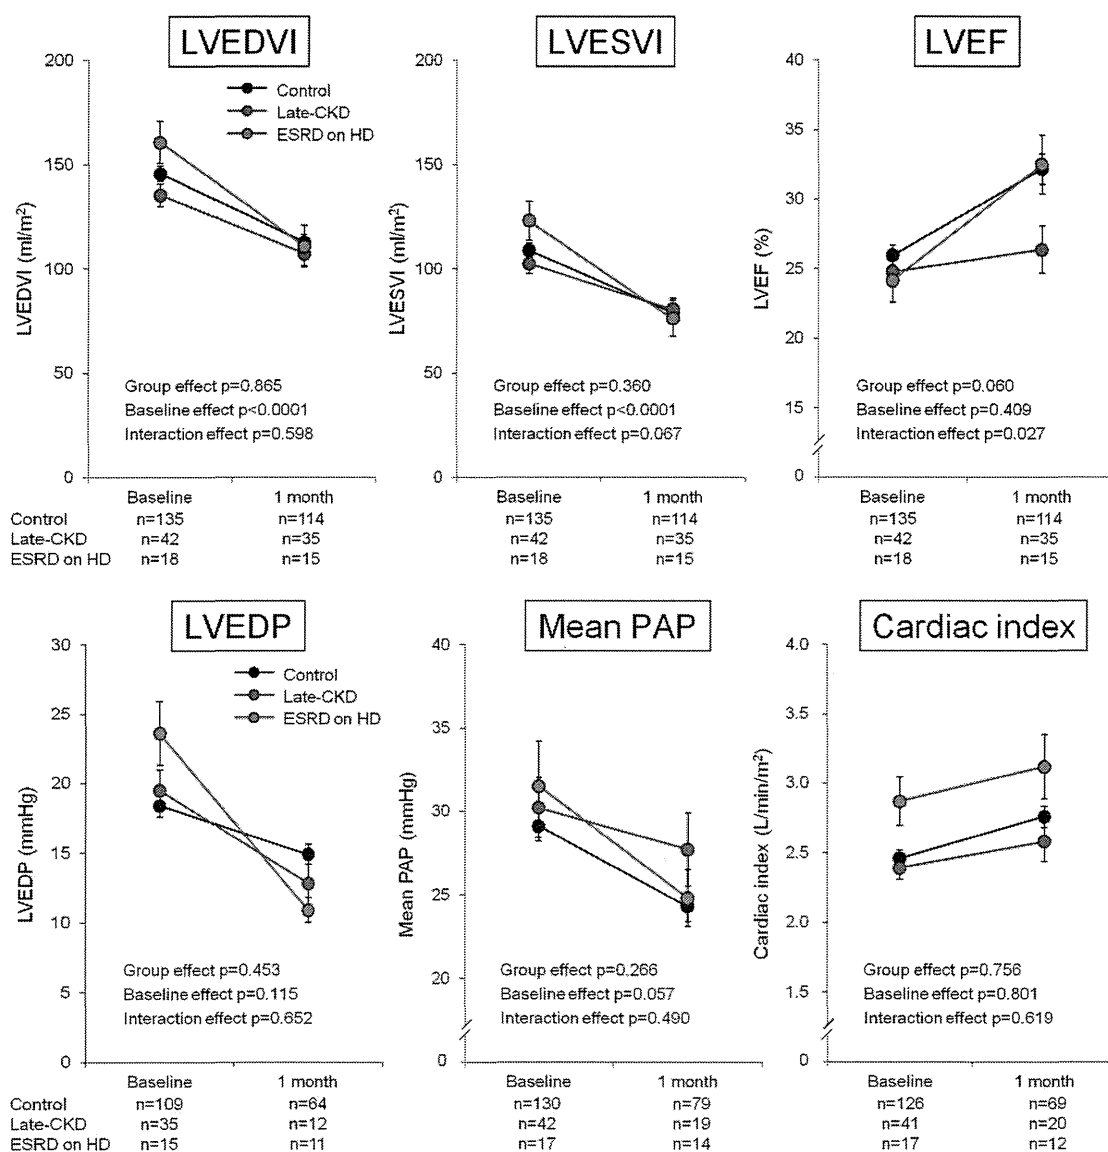 LVEDVI
LVESVI
LVEF
200
150
100
50
0
LVEDVI (ml/m²)
Control
Late-CKD
ESRD on HD
Group effect p=0.865
Baseline effect p<0.0001
Interaction effect p=0.598
200
150
100
50
0
LVESVI (ml/m²)
Group effect p=0.360
Baseline effect p<0.0001
Interaction effect p=0.067
40
35
30
25
20
15
0
LVEF (%)
Group effect p=0.060
Baseline effect p=0.409
Interaction effect p=0.027
Baseline 1 month Baseline 1 month Baseline 1 month
Control n=135 n=114 n=135 n=114 n=135 n=114
Late-CKD n=42 n=35 n=42 n=35 n=42 n=35
ESRD on HD n=18 n=15 n=18 n=15 n=18 n=15
LVEDP
Mean PAP
Cardiac index
30
25
20
15
10
5
0
LVEDP (mmHg)
Control
Late-CKD
ESRD on HD
Group effect p=0.453
Baseline effect p=0.115
Interaction effect p=0.652
40
35
30
25
20
0
Mean PAP (mmHg)
Group effect p=0.266
Baseline effect p=0.057
Interaction effect p=0.490
4.0
3.5
3.0
2.5
2.0
1.5
0
Cardiac index (L/min/m²)
Group effect p=0.756
Baseline effect p=0.801
Interaction effect p=0.619
Baseline 1 month Baseline 1 month Baseline 1 month
Control n=109 n=64 n=130 n=79 n=126 n=69
Late-CKD n=35 n=12 n=42 n=19 n=41 n=20
ESRD on HD n=15 n=11 n=17 n=14 n=17 n=12